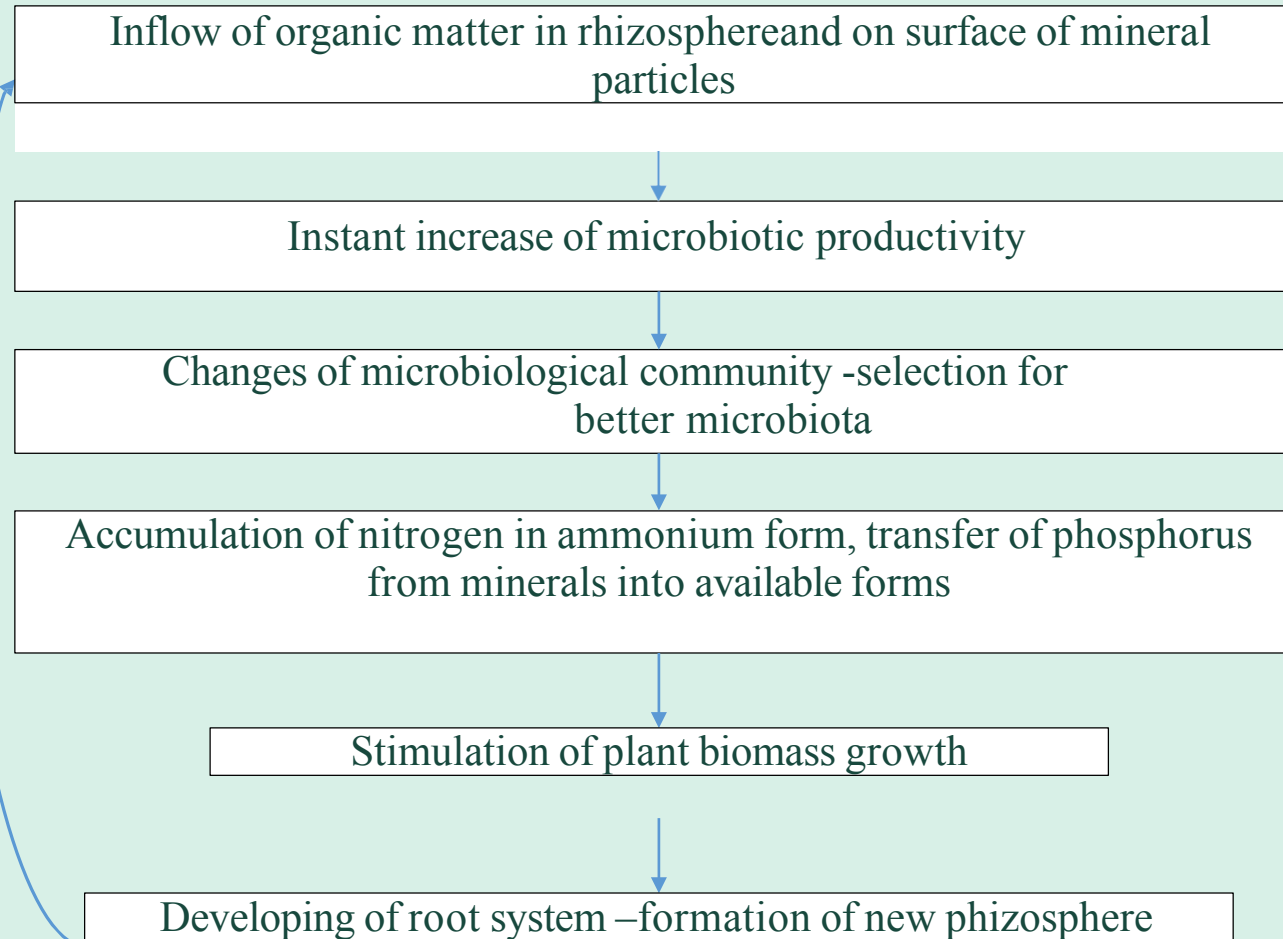 Inflow of organic matter in rhizosphereand on surface of mineral
particles
Instant increase of microbiotic productivity
Changes of microbiological community -selection for
better microbiota
Accumulation of nitrogen in ammonium form, transfer of phosphorus
from minerals into available forms
Stimulation of plant biomass growth
Developing of root system –formation of new phizosphere